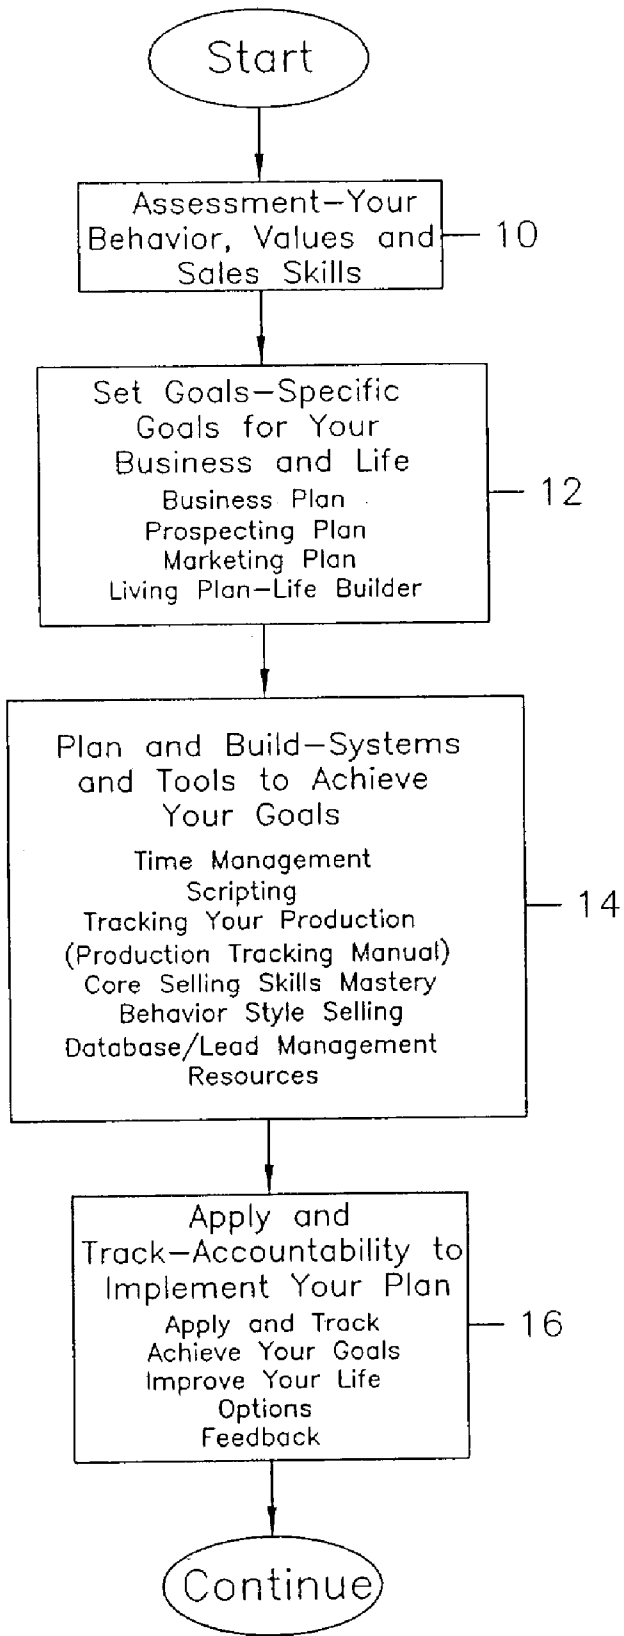 Start
Assessment-Your
Behavior, Values and
Sales Skills
10
Set Goals-Specific
Goals for Your
Business and Life
Business Plan
Prospecting Plan
Marketing Plan
Living Plan-Life Builder
12
Plan and Build-Systems
and Tools to Achieve
Your Goals
Time Management
Scripting
Tracking Your Production
(Production Tracking Manual)
Core Selling Skills Mastery
Behavior Style Selling
Database/Lead Management
Resources
14
Apply and
Track-Accountability to
Implement Your Plan
Apply and Track
Achieve Your Goals
Improve Your Life
Options
Feedback
16
Continue